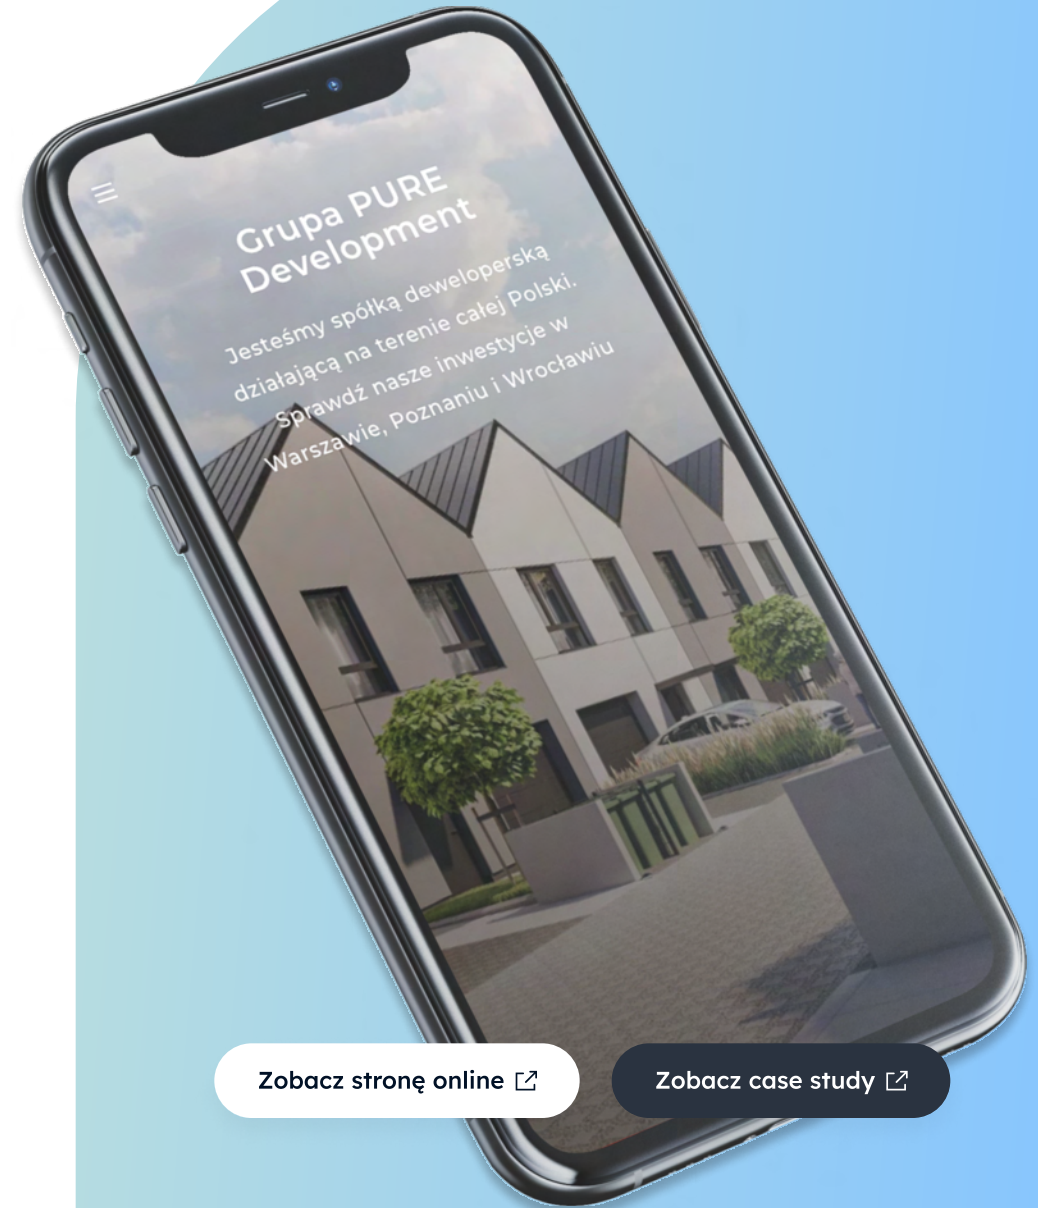 Grupa PURE
Development
Jesteśmy spółką deweloperską
działającą na terenie całej Polski.
Sprawdź nasze inwestycje w
Warszawie, Poznaniu i Wrocławiu
Zobacz stronę online
Zobacz case study